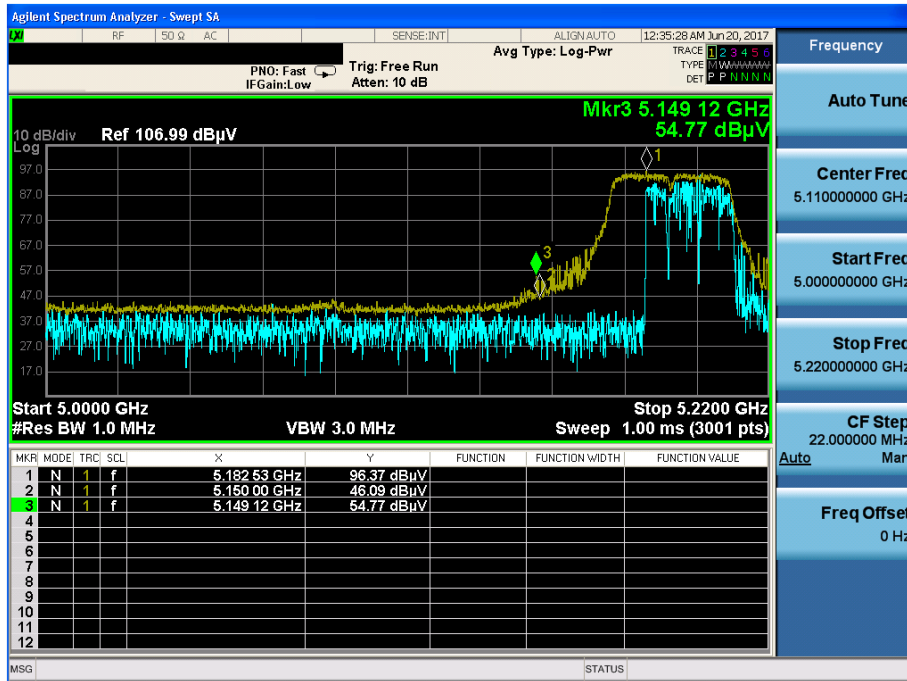 Agilent Spectrum Analyzer - Swept SA
LXI RF 50 Ω AC SENSE:INT ALIGN AUTO 12:35:28 AM Jun 20, 2017
Avg Type: Log-Pwr TRACE 1 2 3 4 5 6
PNO: Fast Trig: Free Run TYPE MWWWWW
IFGain:Low Atten: 10 dB DET P P N N N N
Mkr3 5.149 12 GHz
10 dB/div Ref 106.99 dBµV 54.77 dBµV
Log
97.0
87.0
77.0
67.0
57.0
47.0
37.0
27.0
17.0
1
3
2
Start 5.0000 GHz Stop 5.2200 GHz
#Res BW 1.0 MHz VBW 3.0 MHz Sweep 1.00 ms (3001 pts)
MKR MODE TRC SCL X Y FUNCTION FUNCTION WIDTH FUNCTION VALUE
1 N 1 f 5.182 53 GHz 96.37 dBµV
2 N 1 f 5.150 00 GHz 46.09 dBµV
3 N 1 f 5.149 12 GHz 54.77 dBµV
4
5
6
7
8
9
10
11
12
MSG STATUS
Frequency
Auto Tune
Center Freq
5.110000000 GHz
Start Freq
5.000000000 GHz
Stop Freq
5.220000000 GHz
CF Step
22.000000 MHz
Auto Man
Freq Offset
0 Hz